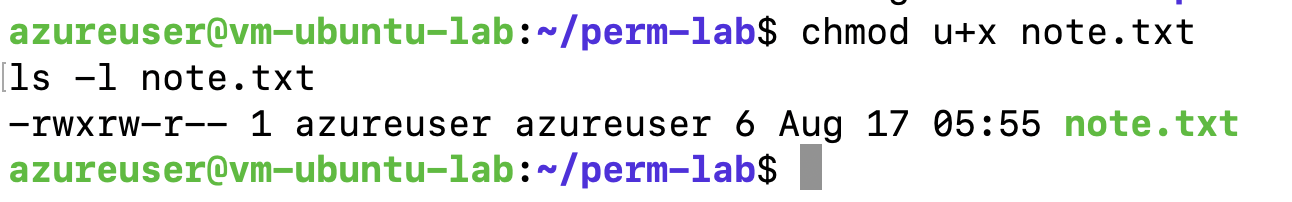 azureuser@vm-ubuntu-lab:~/perm-lab$ chmod u+x note.txt
ls -l note.txt
-rwxrw-r-- 1 azureuser azureuser 6 Aug 17 05:55 note.txt
azureuser@vm-ubuntu-lab:~/perm-lab$